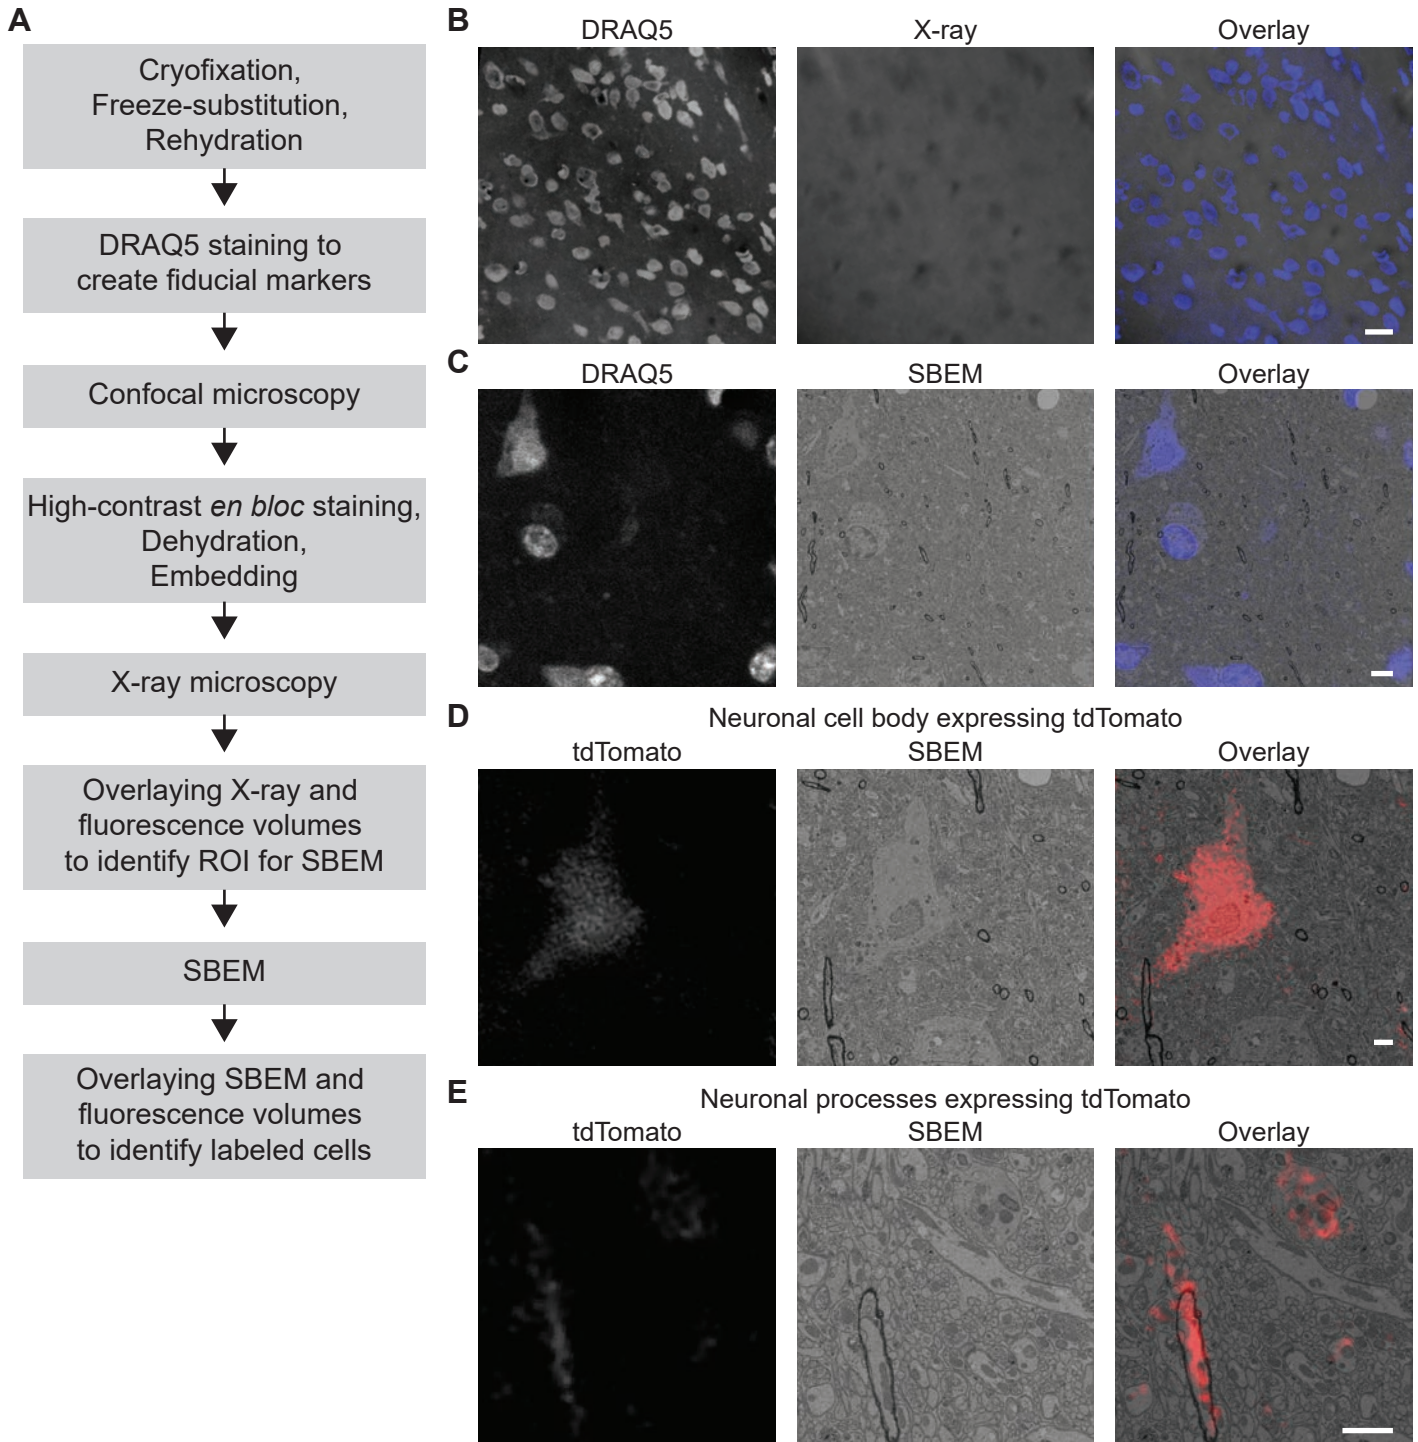 A
Cryofixation,
Freeze-substitution,
Rehydration
DRAQ5 staining to
create fiducial markers
Confocal microscopy
High-contrast en bloc staining,
Dehydration,
Embedding
X-ray microscopy
Overlaying X-ray and
fluorescence volumes
to identify ROI for SBEM
SBEM
Overlaying SBEM and
fluorescence volumes
to identify labeled cells
B
DRAQ5 X-ray Overlay
C
DRAQ5 SBEM Overlay
D
Neuronal cell body expressing tdTomato
tdTomato SBEM Overlay
E
Neuronal processes expressing tdTomato
tdTomato SBEM Overlay